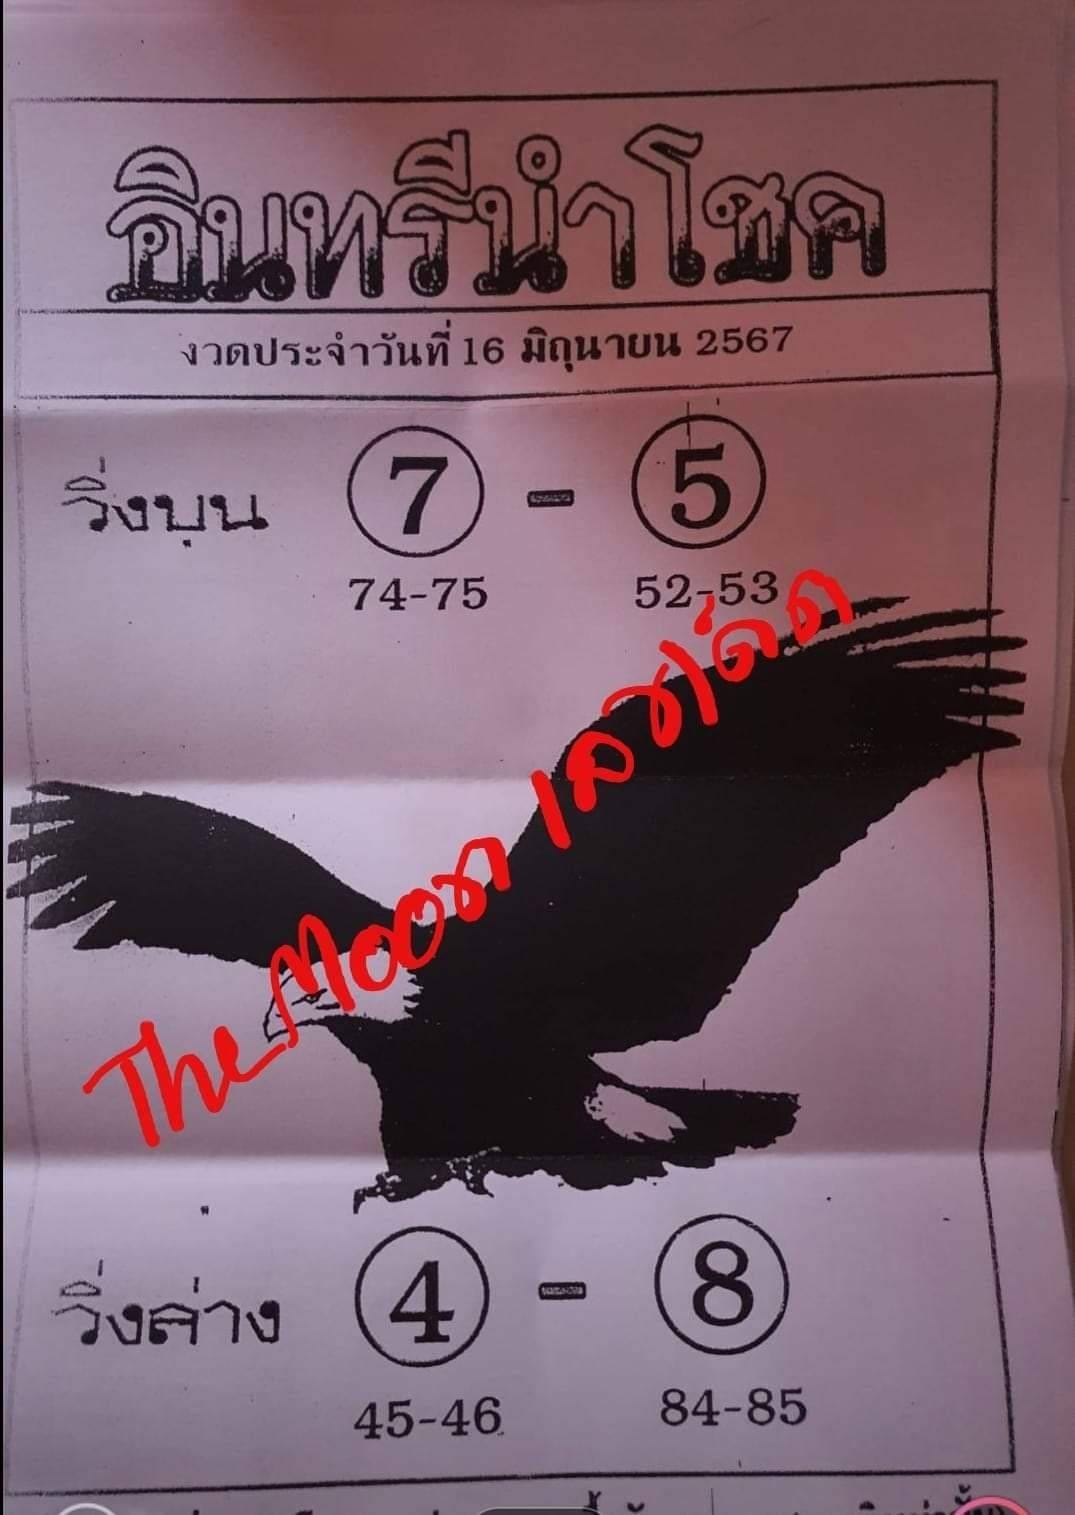 อินทรีนำโชค
งวดประจำวันที่ 16 มิถุนายน 2567
วิ่งบน 7 - 5
74-75 52-53
The Moon เลขเด็ด
วิ่งล่าง 4 - 8
45-46 84-85